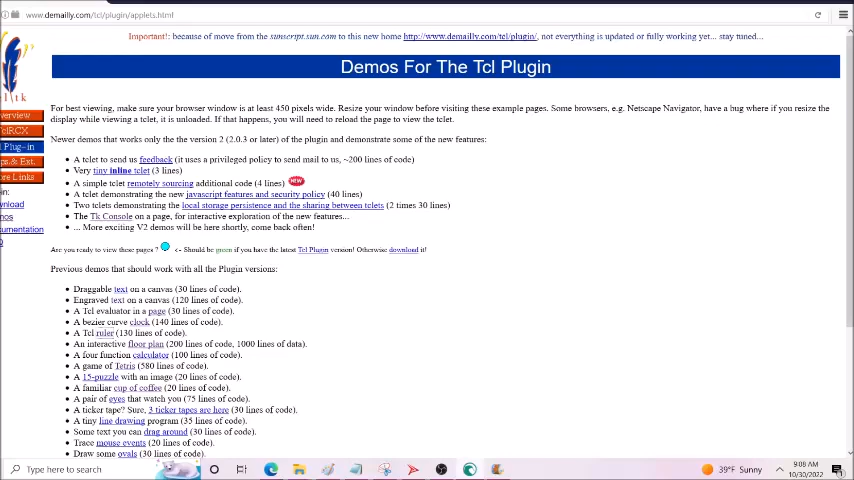 www.demailly.com/tcl/plugin/applets.html
Important!: because of move from the sunscript.sun.com to this new home http://www.demailly.com/tcl/plugin/, not everything is updated or fully working yet... stay tuned...
Demos For The Tcl Plugin
For best viewing, make sure your browser window is at least 450 pixels wide. Resize your window before visiting these example pages. Some browsers, e.g. Netscape Navigator, have a bug where if you resize the
display while viewing a tclet, it is unloaded. If that happens, you will need to reload the page to view the tclet.
Newer demos that works only the the version 2 (2.0.3 or later) of the plugin and demonstrate some of the new features:
A tclet to send us feedback (it uses a privileged policy to send mail to us, ~200 lines of code)
Very tiny inline tclet (3 lines)
A simple tclet remotely sourcing additional code (4 lines) NEW
A tclet demonstrating the new javascript features and security policy (40 lines)
Two tclets demonstrating the local storage persistence and the sharing between tclets (2 times 30 lines)
The Tk Console on a page, for interactive exploration of the new features...
... More exciting V2 demos will be here shortly, come back often!
Are you ready to view these pages ? <- Should be green if you have the latest Tcl Plugin version! Otherwise download it!
Previous demos that should work with all the Plugin versions:
Draggable text on a canvas (30 lines of code).
Engraved text on a canvas (120 lines of code).
A Tcl evaluator in a page (30 lines of code).
A bezier curve clock (140 lines of code).
A Tcl ruler (130 lines of code).
An interactive floor plan (200 lines of code, 1000 lines of data).
A four function calculator (100 lines of code).
A game of Tetris (580 lines of code).
A 15-puzzle with an image (20 lines of code).
A familiar cup of coffee (20 lines of code).
A pair of eyes that watch you (75 lines of code).
A ticker tape? Sure, 3 ticker tapes are here (30 lines of code).
A tiny line drawing program (35 lines of code).
Some text you can drag around (30 lines of code).
Trace mouse events (20 lines of code).
Draw some ovals (30 lines of code).
l|tk
verview
TclRCX
l Plug-in
ps.& Ext.
ore Links
in:
wnload
mos
cumentation
Q
Type here to search
39°F Sunny
9:08 AM
10/30/2022